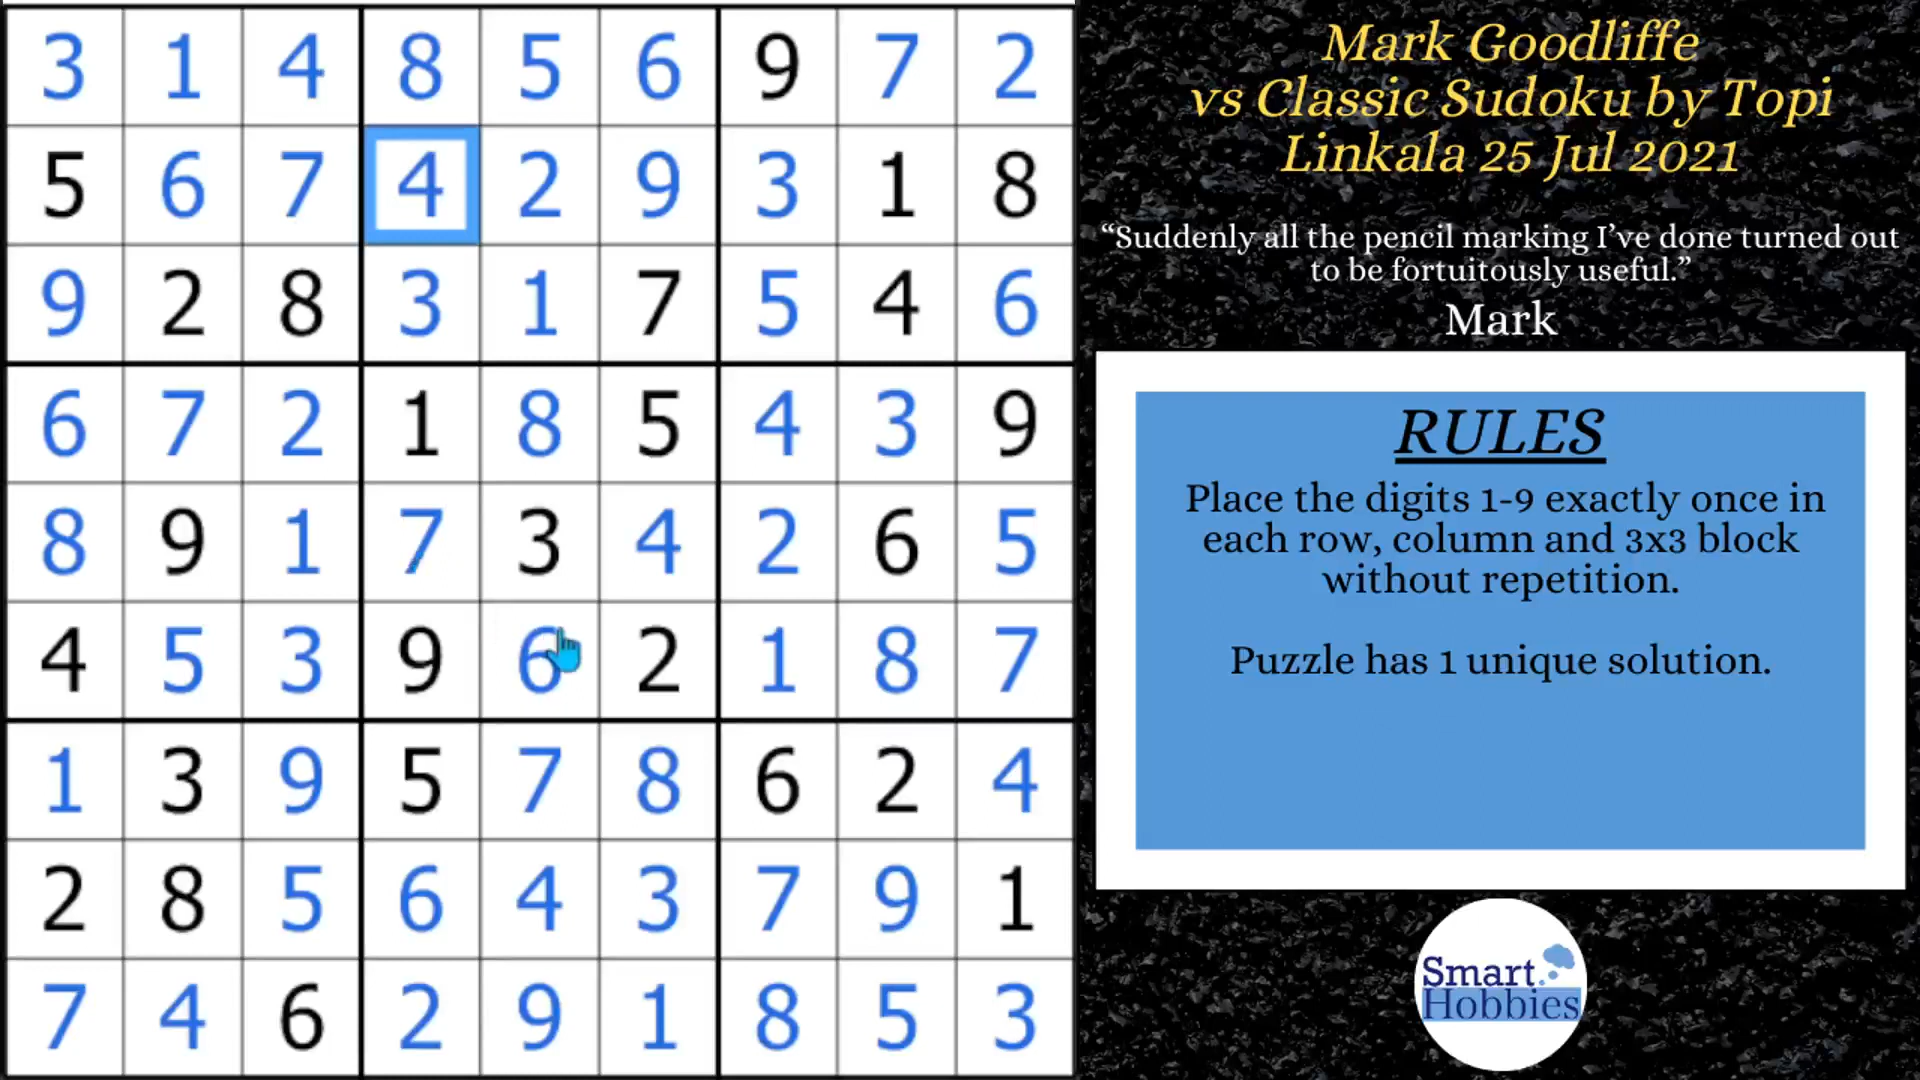 3 1 4 8 5 6 9 7 2
5 6 7 4 2 9 3 1 8
9 2 8 3 1 7 5 4 6
6 7 2 1 8 5 4 3 9
8 9 1 7 3 4 2 6 5
4 5 3 9 6 2 1 8 7
1 3 9 5 7 8 6 2 4
2 8 5 6 4 3 7 9 1
7 4 6 2 9 1 8 5 3
Mark Goodliffe
vs Classic Sudoku by Topi
Linkala 25 Jul 2021
“Suddenly all the pencil marking I’ve done turned out
to be fortuitously useful.”
Mark
RULES
Place the digits 1-9 exactly once in
each row, column and 3x3 block
without repetition.
Puzzle has 1 unique solution.
Smart
Hobbies